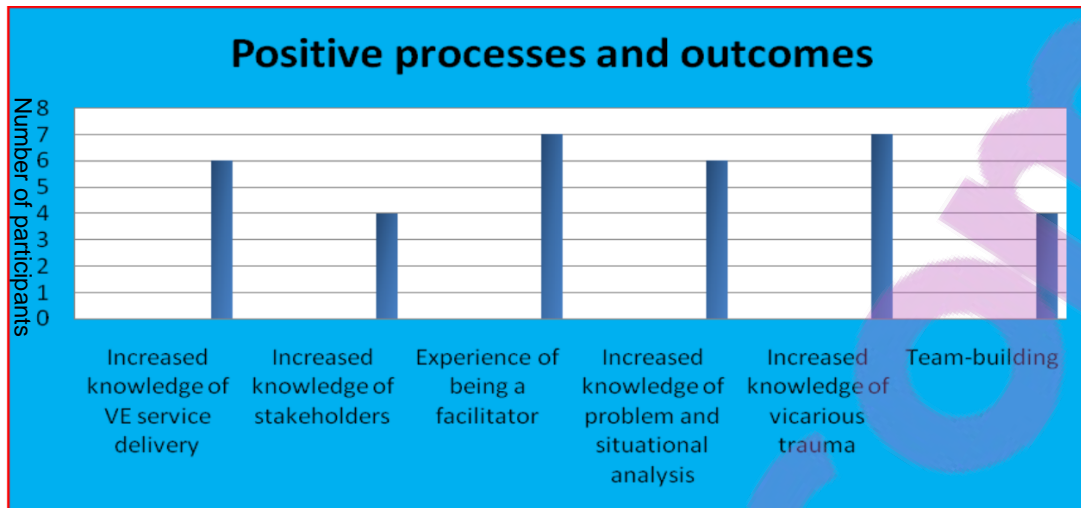 Positive processes and outcomes
Number of participants
8
7
6
5
4
3
2
1
0
Increased
knowledge of
VE service
delivery
Increased
knowledge of
stakeholders
Experience of
being a
facilitator
Increased
knowledge of
problem and
situational
analysis
Increased
knowledge of
vicarious
trauma
Team-building